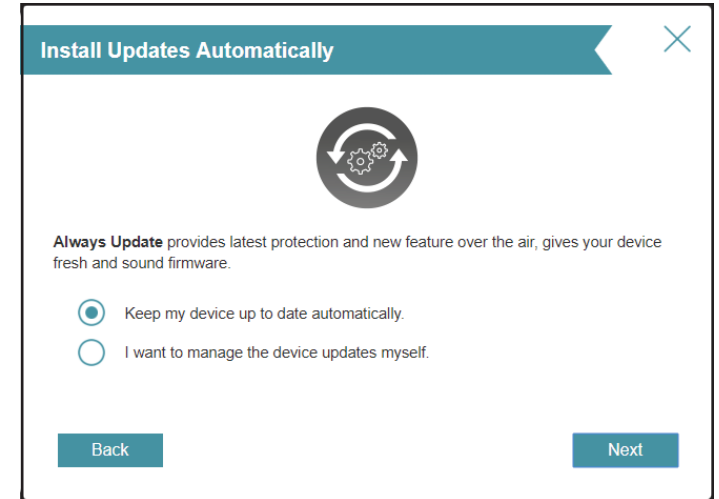 Install Updates Automatically
Always Update provides latest protection and new feature over the air, gives your device
fresh and sound firmware.
Keep my device up to date automatically.
I want to manage the device updates myself.
Back
Next